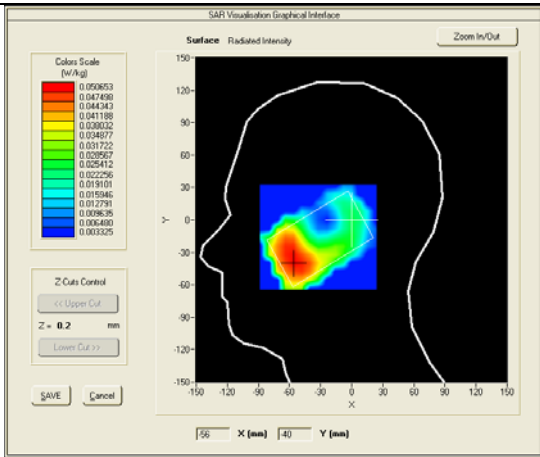 SAR Visualisation Graphical Interface
Surface Radiated Intensity
Zoom In/Out
Colors Scale
(W/kg)
0.050653
0.047498
0.044343
0.041188
0.038032
0.034877
0.031722
0.028567
0.025412
0.022256
0.019101
0.015946
0.012791
0.009635
0.006480
0.003325
150
120
90
60
30
0
-30
-60
-90
-120
-150
Y
-150 -120 -90 -60 -30 0 30 60 90 120 150
X
Z Cuts Control
<< Upper Cut
Z = 0.2 mm
Lower Cut >>
SAVE Cancel
-56 X (mm) -40 Y (mm)